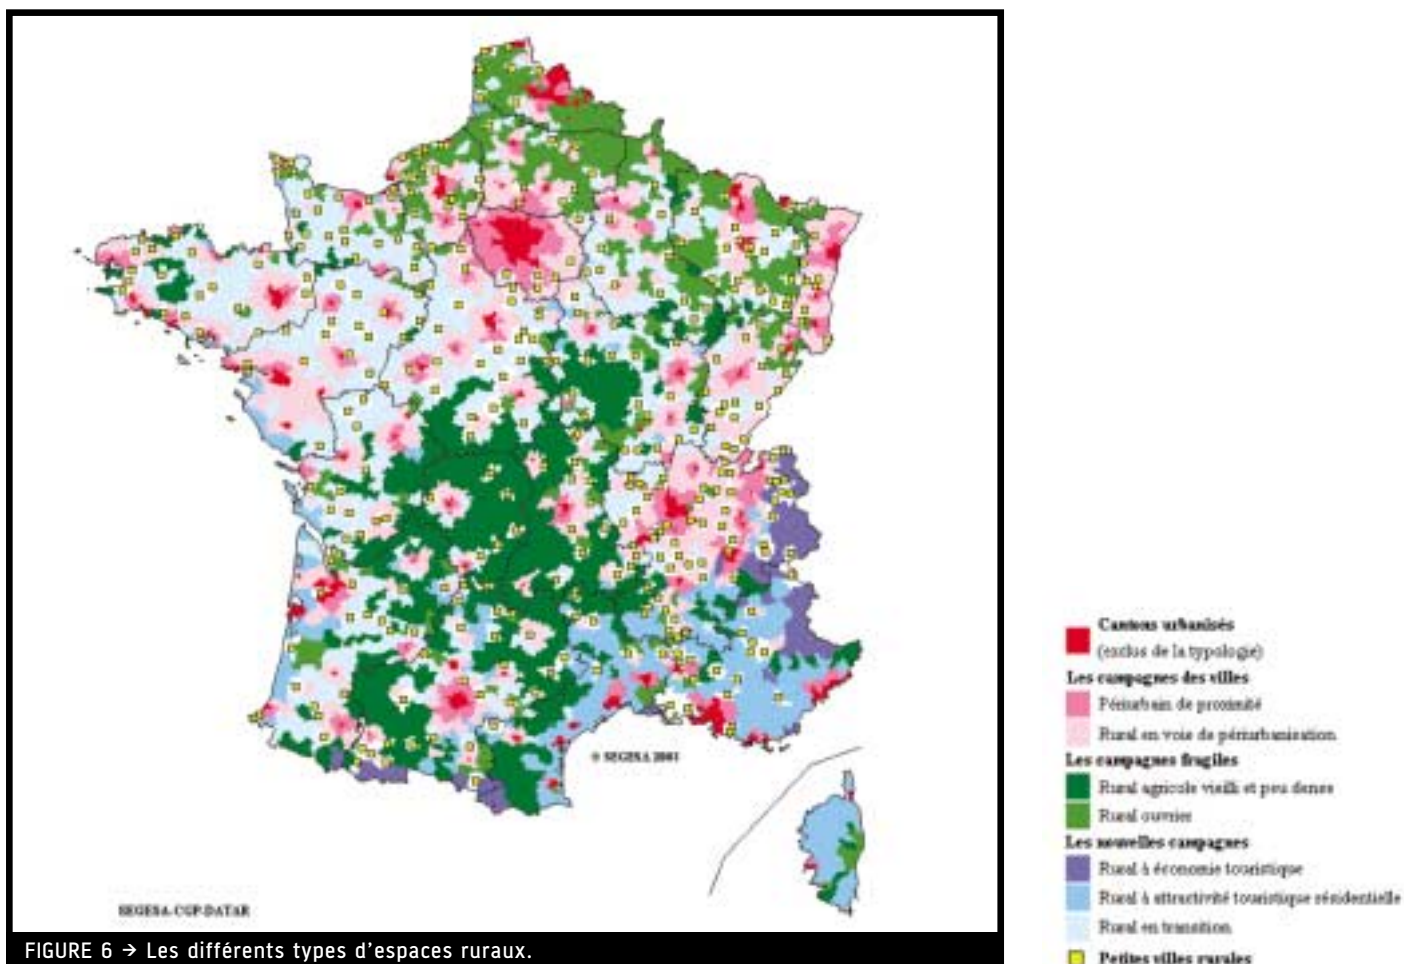 © SEGESA 2003
SEGESA-CGP-DATAR
FIGURE 6 → Les différents types d'espaces ruraux.
Cantons urbanisés
(exclus de la typologie)
Les campagnes des villes
Périurbain de proximité
Rural en voie de périurbanisation
Les campagnes fragiles
Rural agricole vieilli et peu dense
Rural ouvrier
Les nouvelles campagnes
Rural à économie touristique
Rural à attractivité touristique résidentielle
Rural en transition
Petites villes rurales